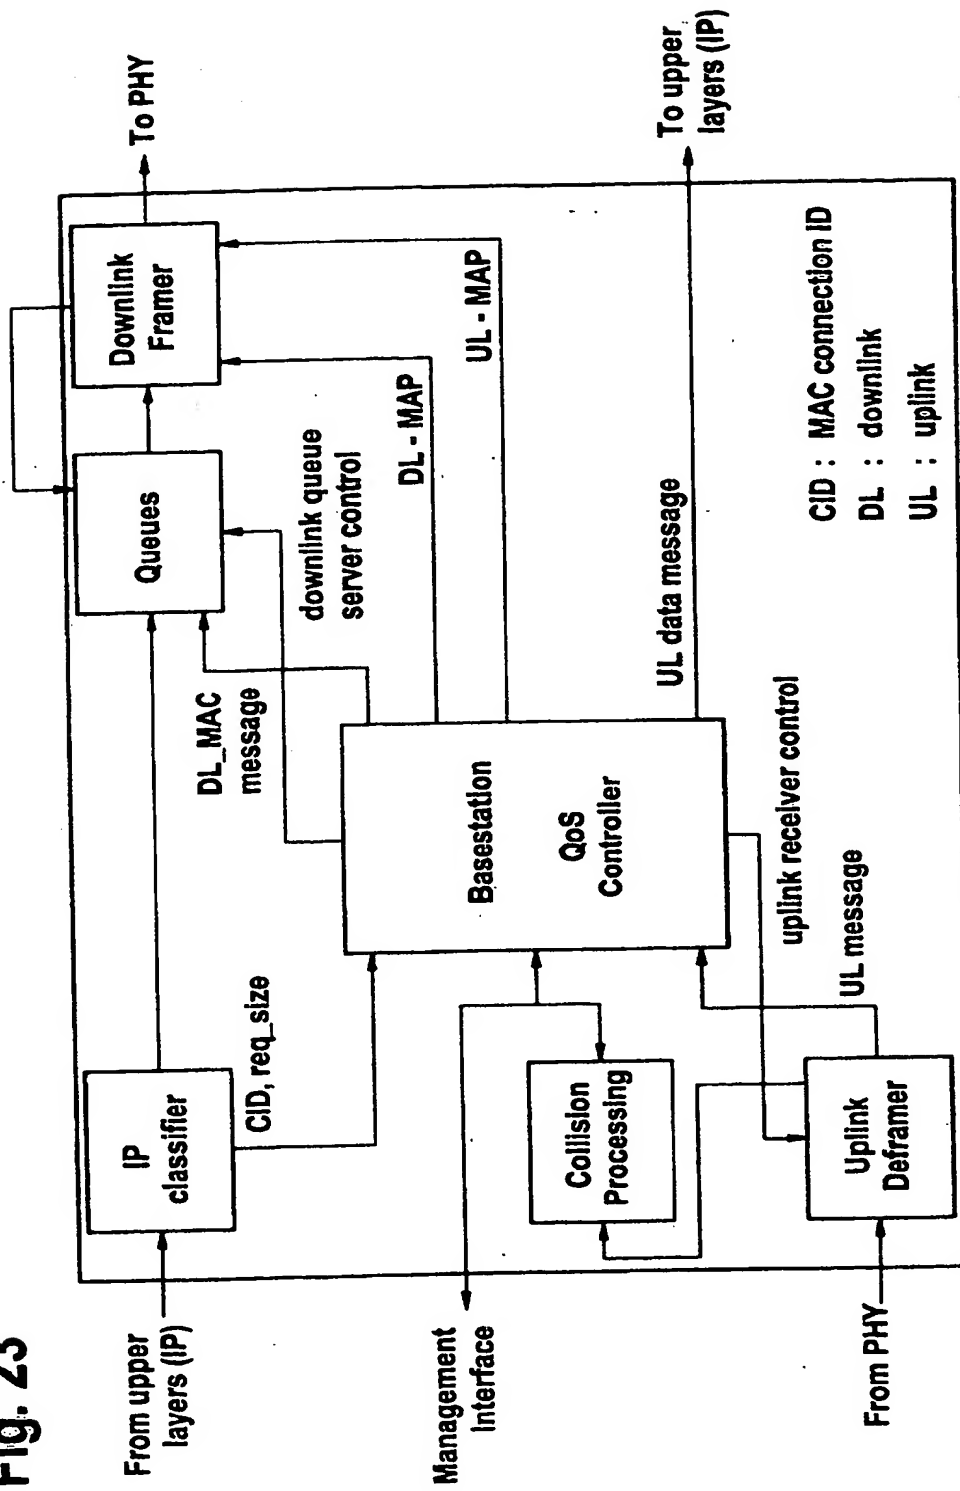 Fig. 23
From upper
layers (IP)
IP
classifier
CID, req_size
Queues
Downlink
Framer
To PHY
DL_MAC
message
downlink queue
server control
DL - MAP
UL - MAP
Management
Interface
Collision
Processing
Basestation
QoS
Controller
UL data message
To upper
layers (IP)
uplink receiver control
UL message
From PHY
Uplink
Deframer
CID : MAC connection ID
DL : downlink
UL : uplink